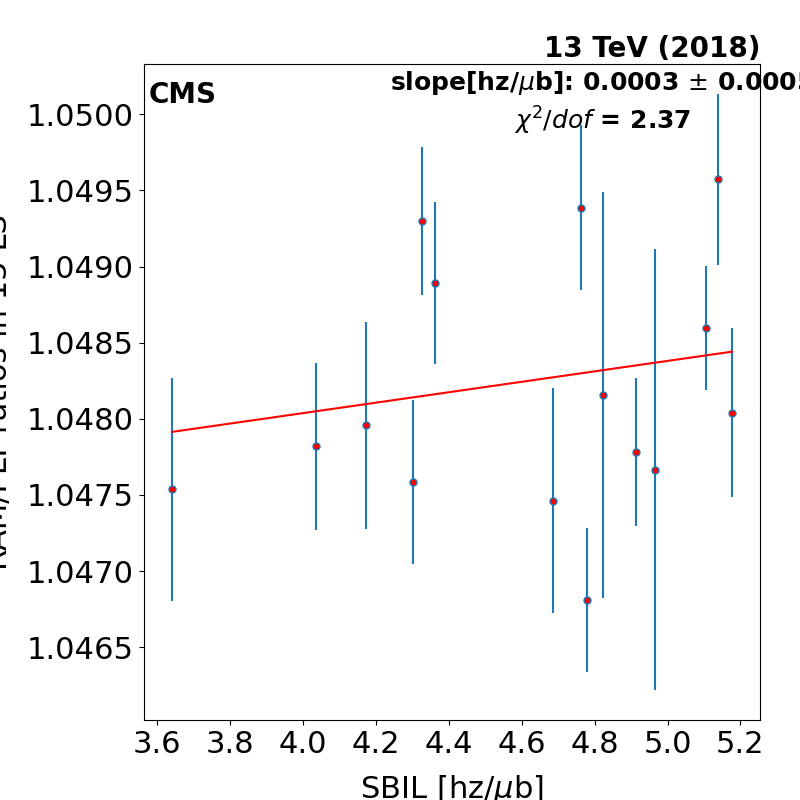 13 TeV (2018)
CMS
slope[hz/μb]: 0.0003 ± 0.0005
χ²/dof = 2.37
1.0500
1.0495
1.0490
1.0485
1.0480
1.0475
1.0470
1.0465
3.6 3.8 4.0 4.2 4.4 4.6 4.8 5.0 5.2
SBIL [hz/μb]